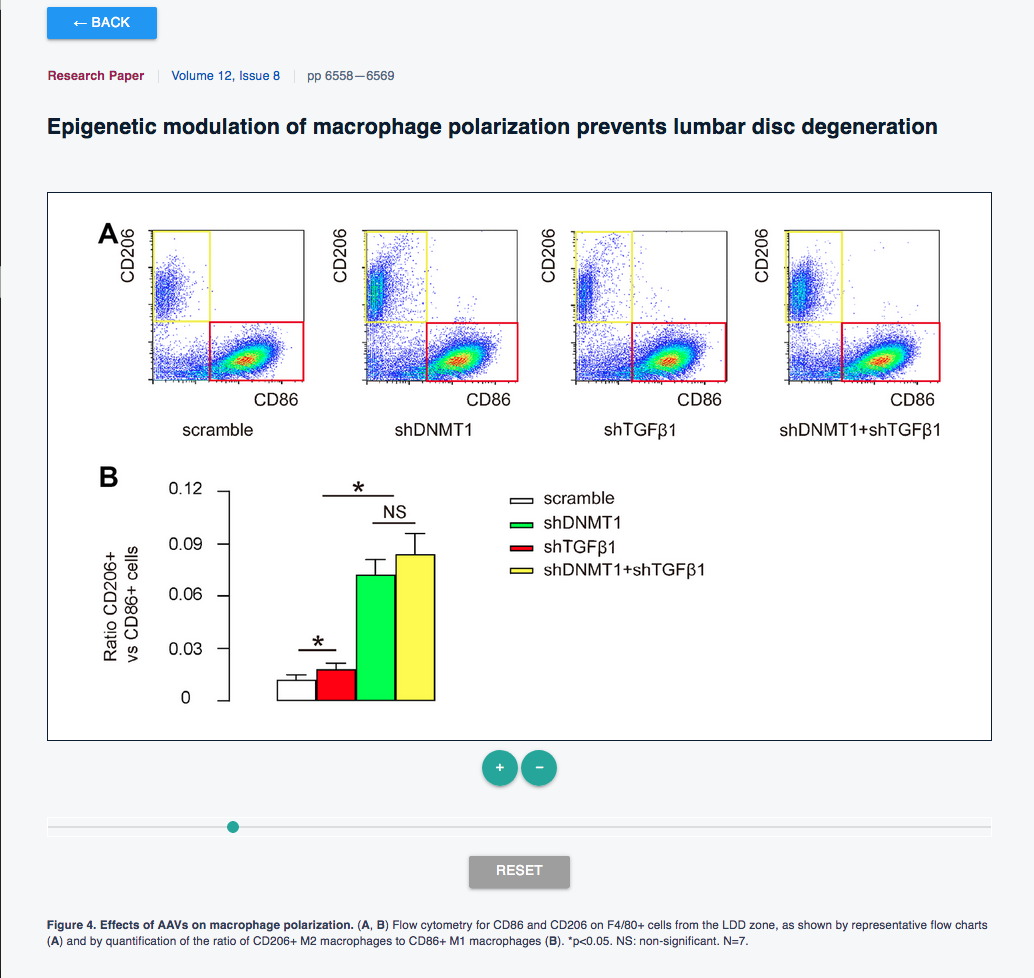 ← BACK
Research Paper Volume 12, Issue 8 pp 6558—6569
Epigenetic modulation of macrophage polarization prevents lumbar disc degeneration
A
CD206 CD206 CD206 CD206
CD86 CD86 CD86 CD86
scramble shDNMT1 shTGFβ1 shDNMT1+shTGFβ1
B
Ratio CD206+
vs CD86+ cells
0.12
0.09
0.06
0.03
0
*
*
NS
scramble
shDNMT1
shTGFβ1
shDNMT1+shTGFβ1
+ −
RESET
Figure 4. Effects of AAVs on macrophage polarization. (A, B) Flow cytometry for CD86 and CD206 on F4/80+ cells from the LDD zone, as shown by representative flow charts
(A) and by quantification of the ratio of CD206+ M2 macrophages to CD86+ M1 macrophages (B). *p<0.05. NS: non-significant. N=7.